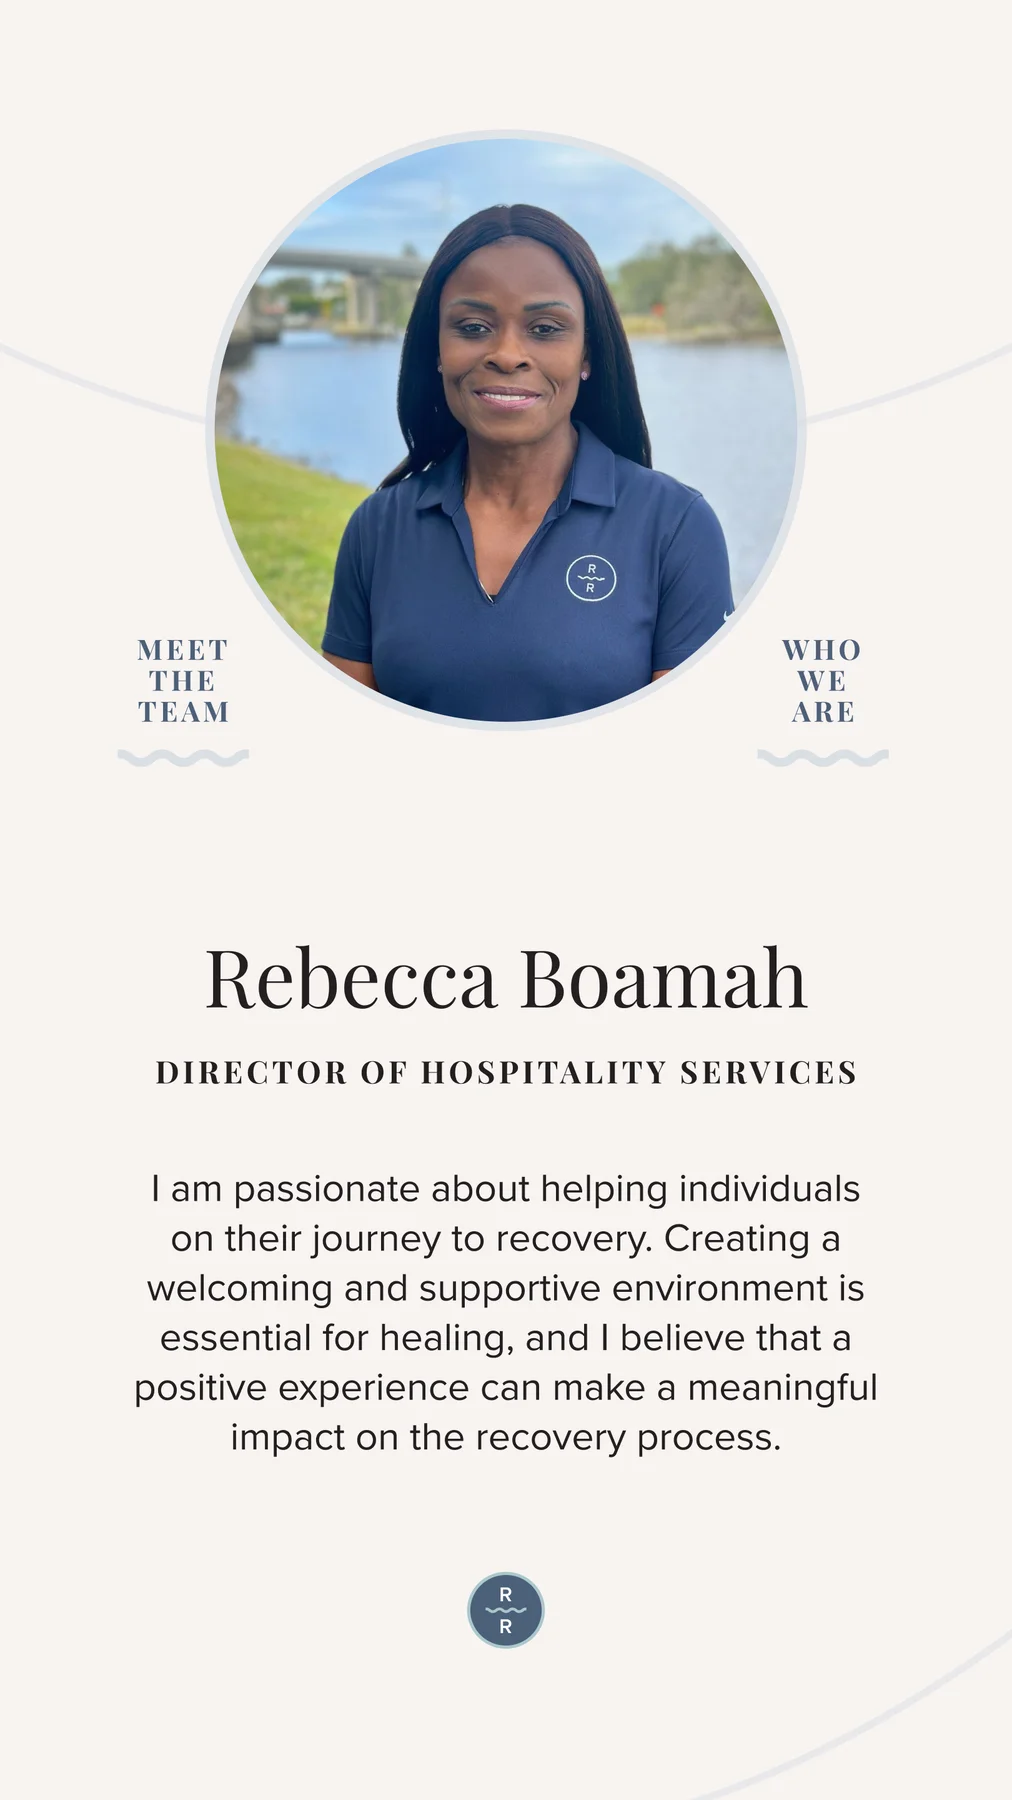 R
R
MEET
THE
TEAM
WHO
WE
ARE
Rebecca Boamah
DIRECTOR OF HOSPITALITY SERVICES
I am passionate about helping individuals
on their journey to recovery. Creating a
welcoming and supportive environment is
essential for healing, and I believe that a
positive experience can make a meaningful
impact on the recovery process.
R
R